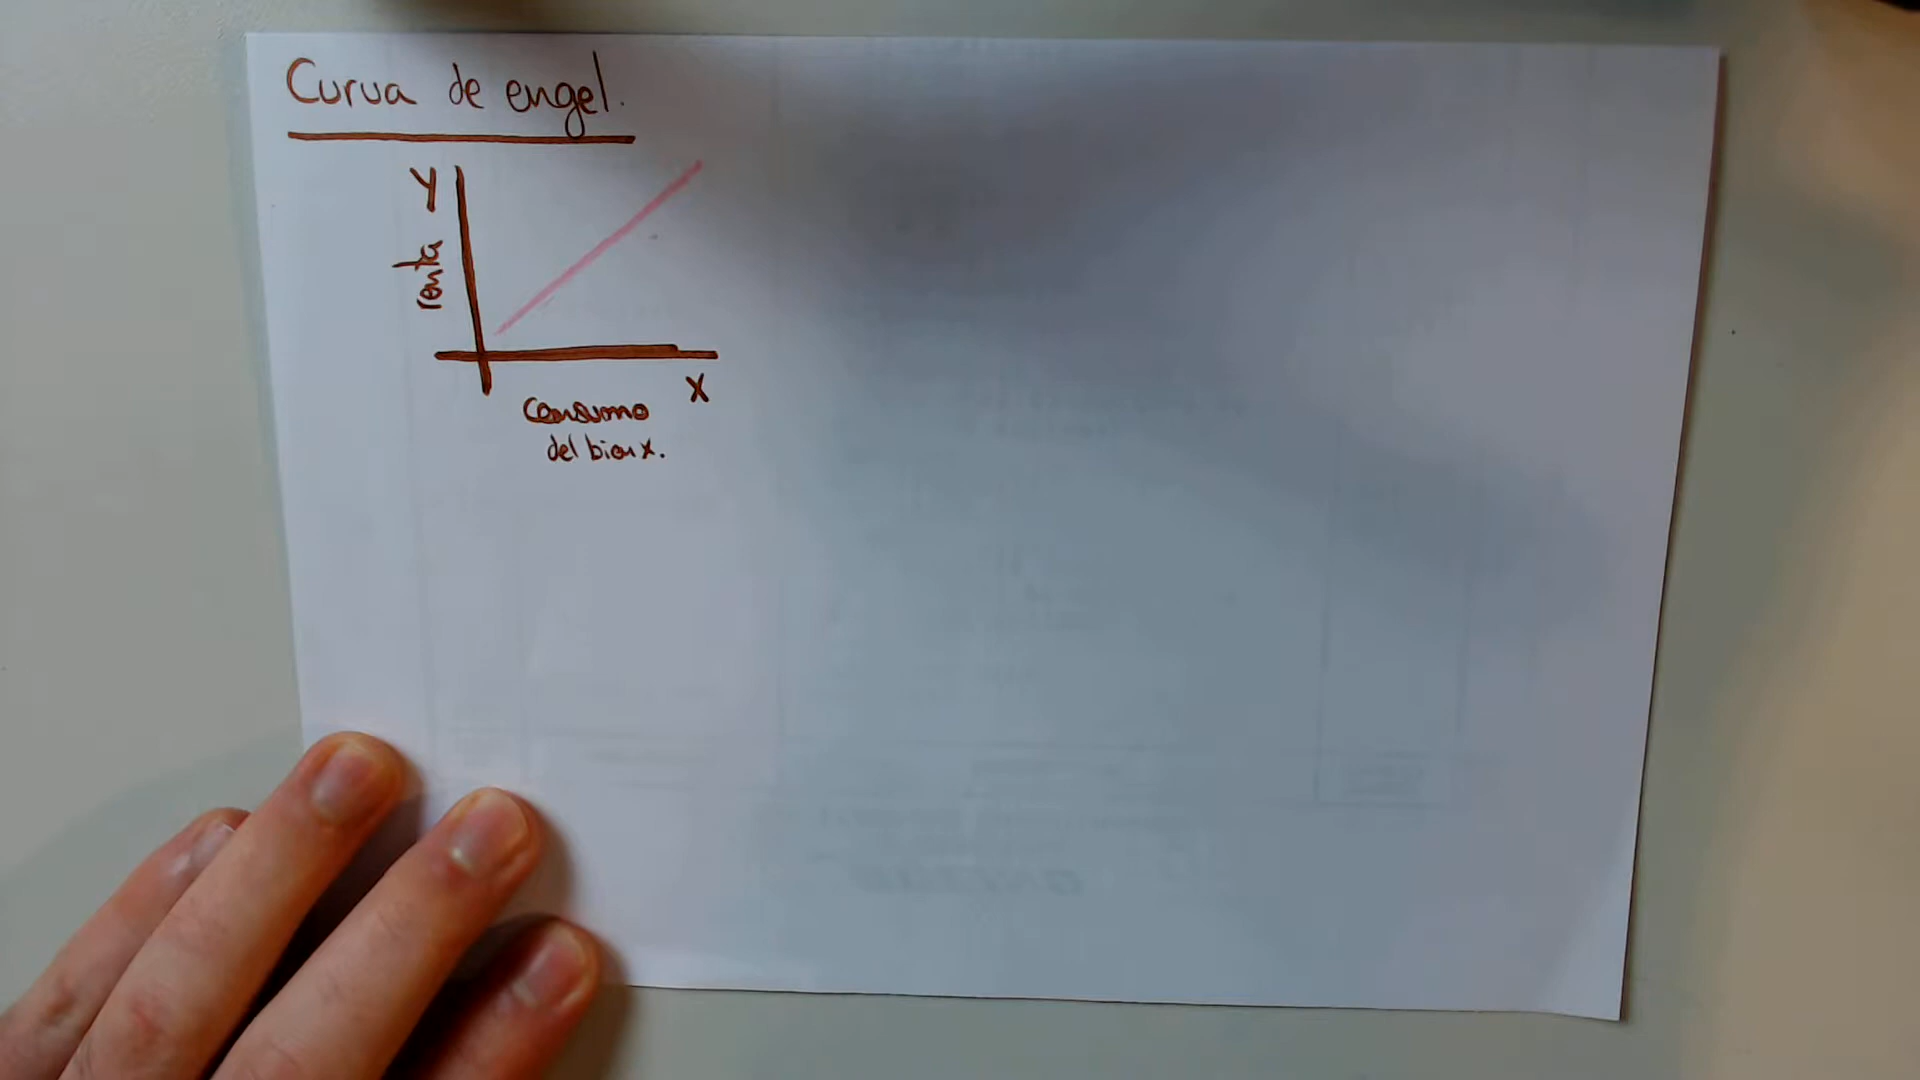 Curva de engel.
Y
renta
X
Consumo
del bien x.